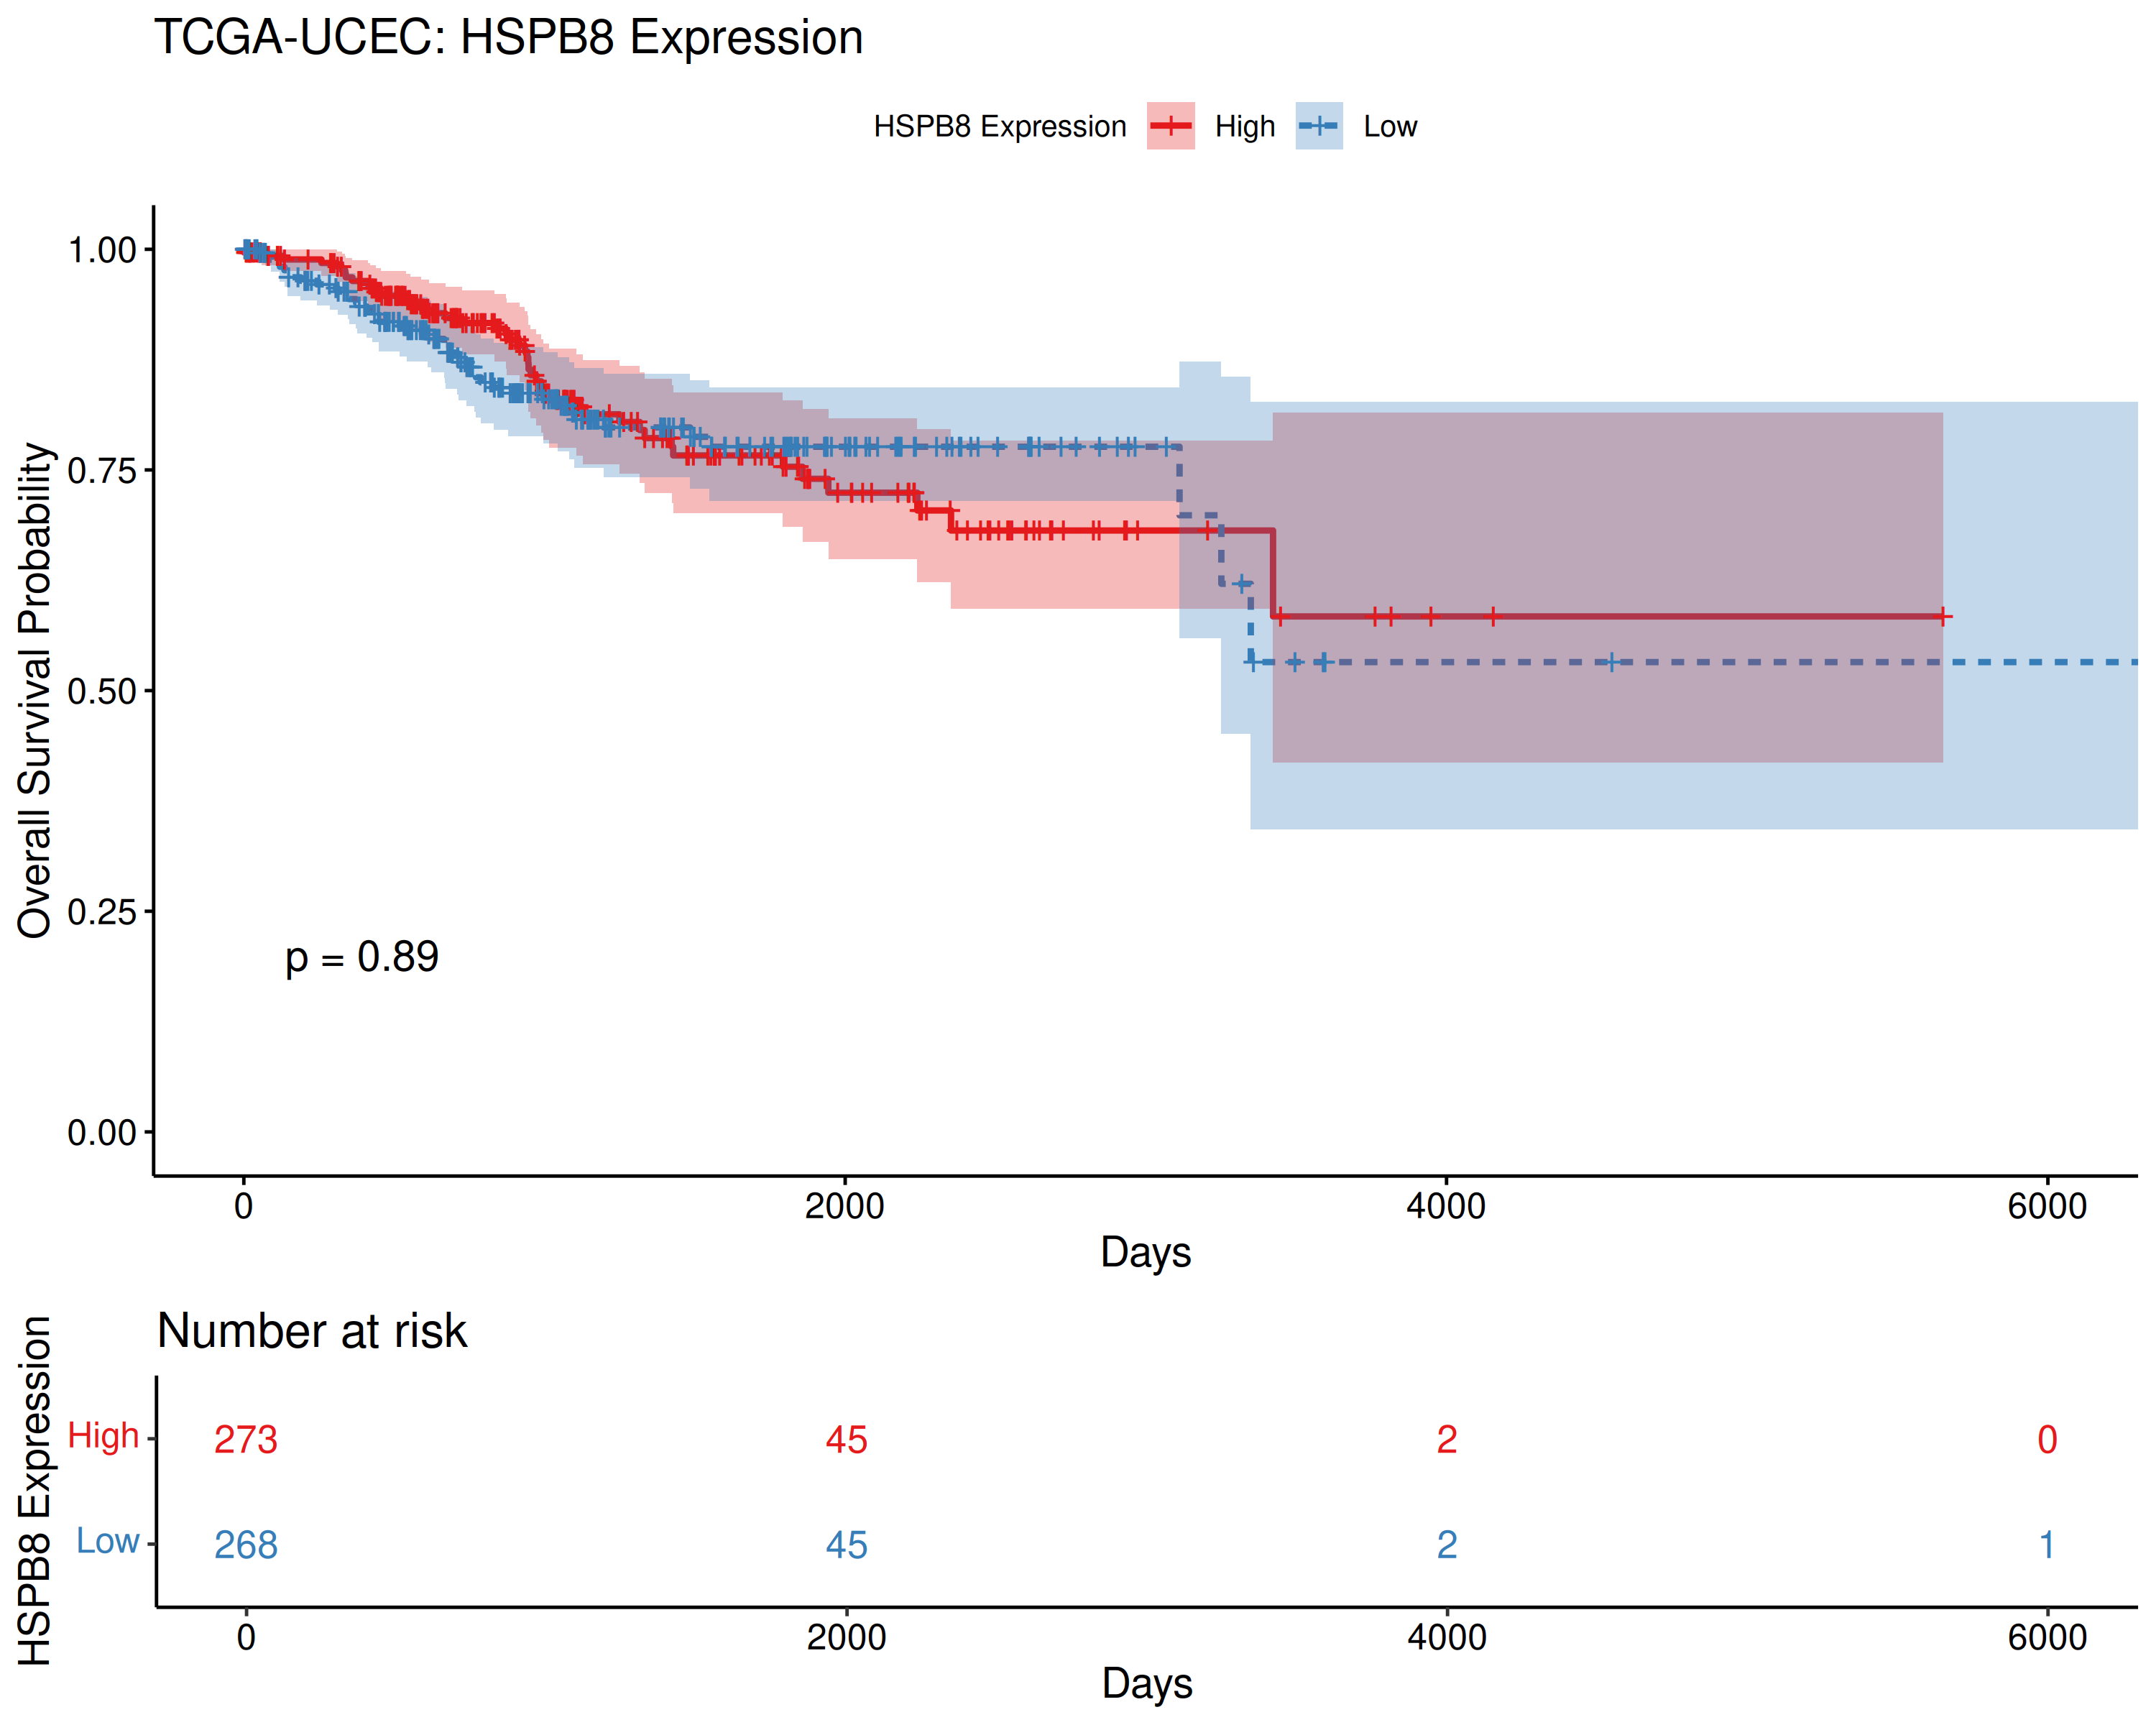 TCGA-UCEC: HSPB8 Expression
HSPB8 Expression High Low
Overall Survival Probability
1.00
0.75
0.50
0.25
0.00
p = 0.89
0 2000 4000 6000
Days
Number at risk
HSPB8 Expression
High 273 45 2 0
Low 268 45 2 1
0 2000 4000 6000
Days